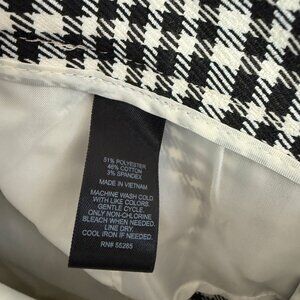 51% POLYESTER
46% COTTON
3% SPANDEX
MADE IN VIETNAM
MACHINE WASH COLD
WITH LIKE COLORS.
GENTLE CYCLE.
ONLY NON-CHLORINE
BLEACH WHEN NEEDED.
LINE DRY.
COOL IRON IF NEEDED.
RN# 55285